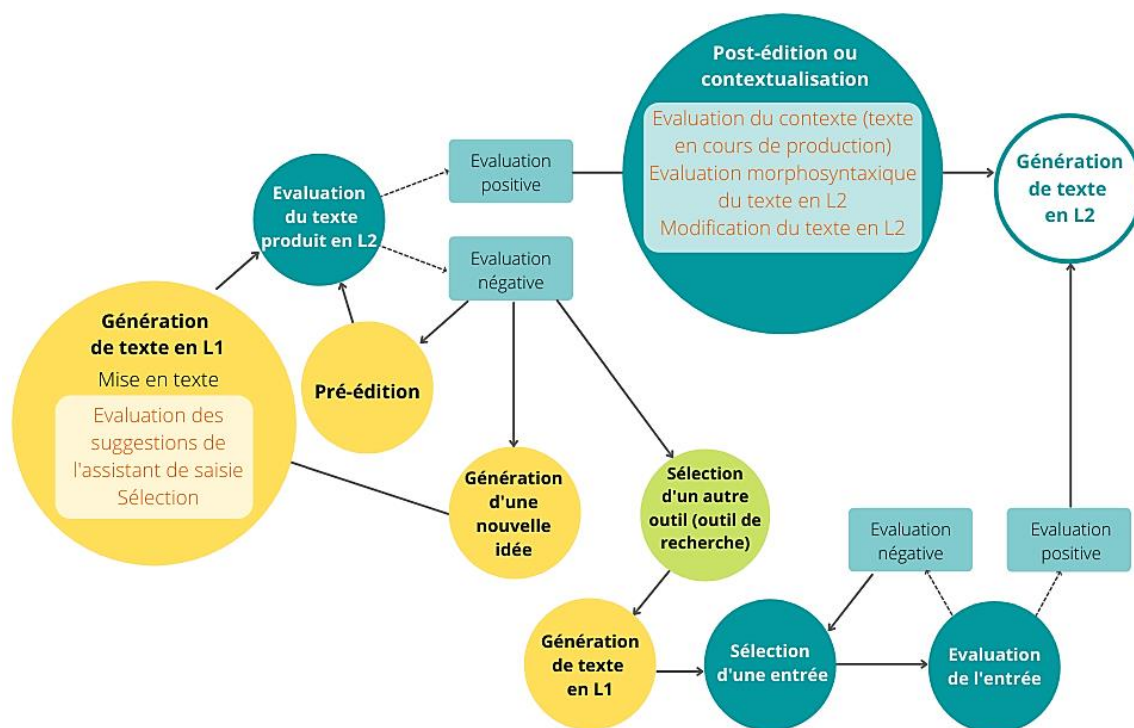 Post-édition ou
contextualisation
Evaluation du contexte (texte
en cours de production)
Evaluation morphosyntaxique
du texte en L2
Modification du texte en L2
Génération
de texte
en L2
Evaluation
positive
Evaluation
du texte
produit en L2
Evaluation
négative
Génération
de texte en L1
Mise en texte
Evaluation des
suggestions de
l'assistant de saisie
Sélection
Pré-édition
Génération
d'une
nouvelle
idée
Sélection
d'un autre
outil (outil de
recherche)
Evaluation
négative
Evaluation
positive
Génération
de texte
en L1
Sélection
d'une entrée
Evaluation
de l'entrée